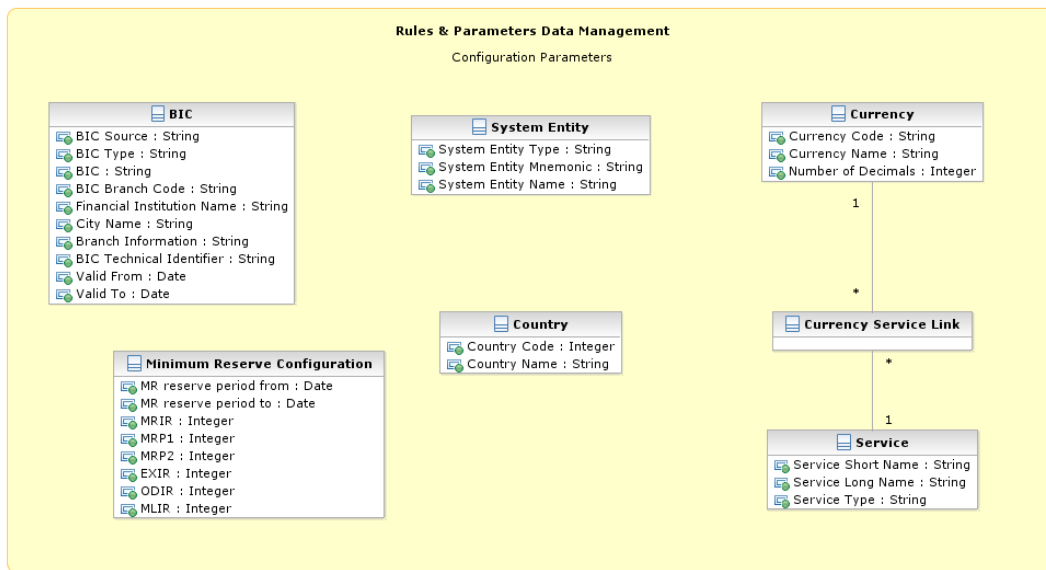 Rules & Parameters Data Management
Configuration Parameters
BIC
BIC Source : String
BIC Type : String
BIC : String
BIC Branch Code : String
Financial Institution Name : String
City Name : String
Branch Information : String
BIC Technical Identifier : String
Valid From : Date
Valid To : Date
System Entity
System Entity Type : String
System Entity Mnemonic : String
System Entity Name : String
Currency
Currency Code : String
Currency Name : String
Number of Decimals : Integer
1
*
Currency Service Link
*
1
Service
Service Short Name : String
Service Long Name : String
Service Type : String
Country
Country Code : Integer
Country Name : String
Minimum Reserve Configuration
MR reserve period from : Date
MR reserve period to : Date
MRIR : Integer
MRP1 : Integer
MRP2 : Integer
EXIR : Integer
ODIR : Integer
MLIR : Integer